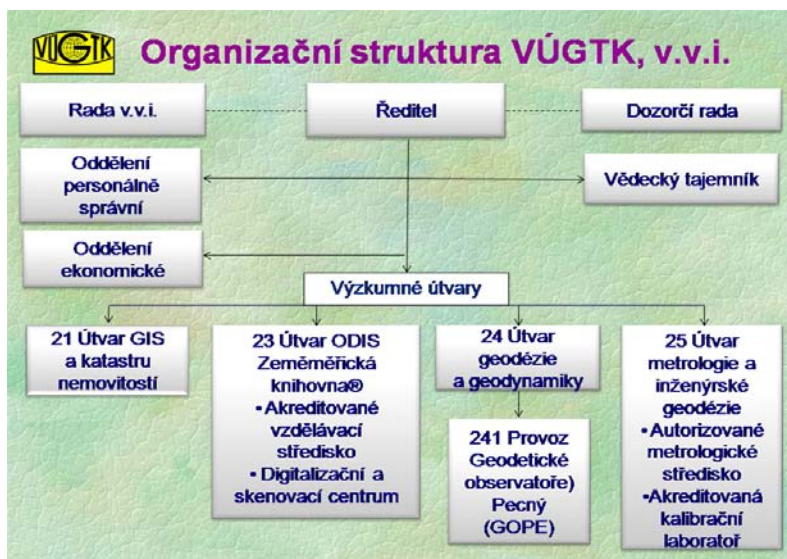 VÚGTK
Organizační struktura VÚGTK, v.v.i.
Rada v.v.i.
Ředitel
Dozorčí rada
Oddělení
personálně
správní
Vědecký tajemník
Oddělení
ekonomické
Výzkumné útvary
21 Útvar GIS
a katastru
nemovitostí
23 Útvar ODIS
Zeměměřická
knihovna®
•Akreditované
vzdělávací
středisko
•Digitalizační a
skenovací centrum
24 Útvar
geodézie
a geodynamiky
241 Provoz
Geodetické
observatoře)
Pecný
(GOPE)
25 Útvar
metrologie a
inženýrské
geodézie
•Autorizované
metrologické
středisko
•Akreditovaná
kalibrační
laboratoř